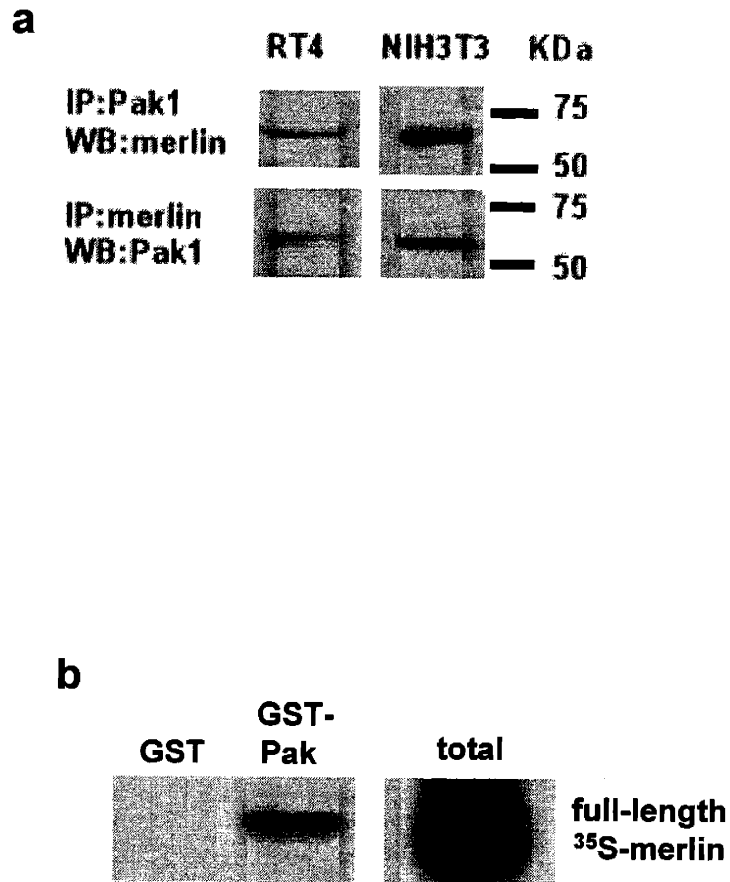 a
RT4 NIH3T3 KDa
IP:Pak1
WB:merlin
75
50
IP:merlin
WB:Pak1
75
50
b
GST
GST-
Pak
total
full-length
³⁵S-merlin